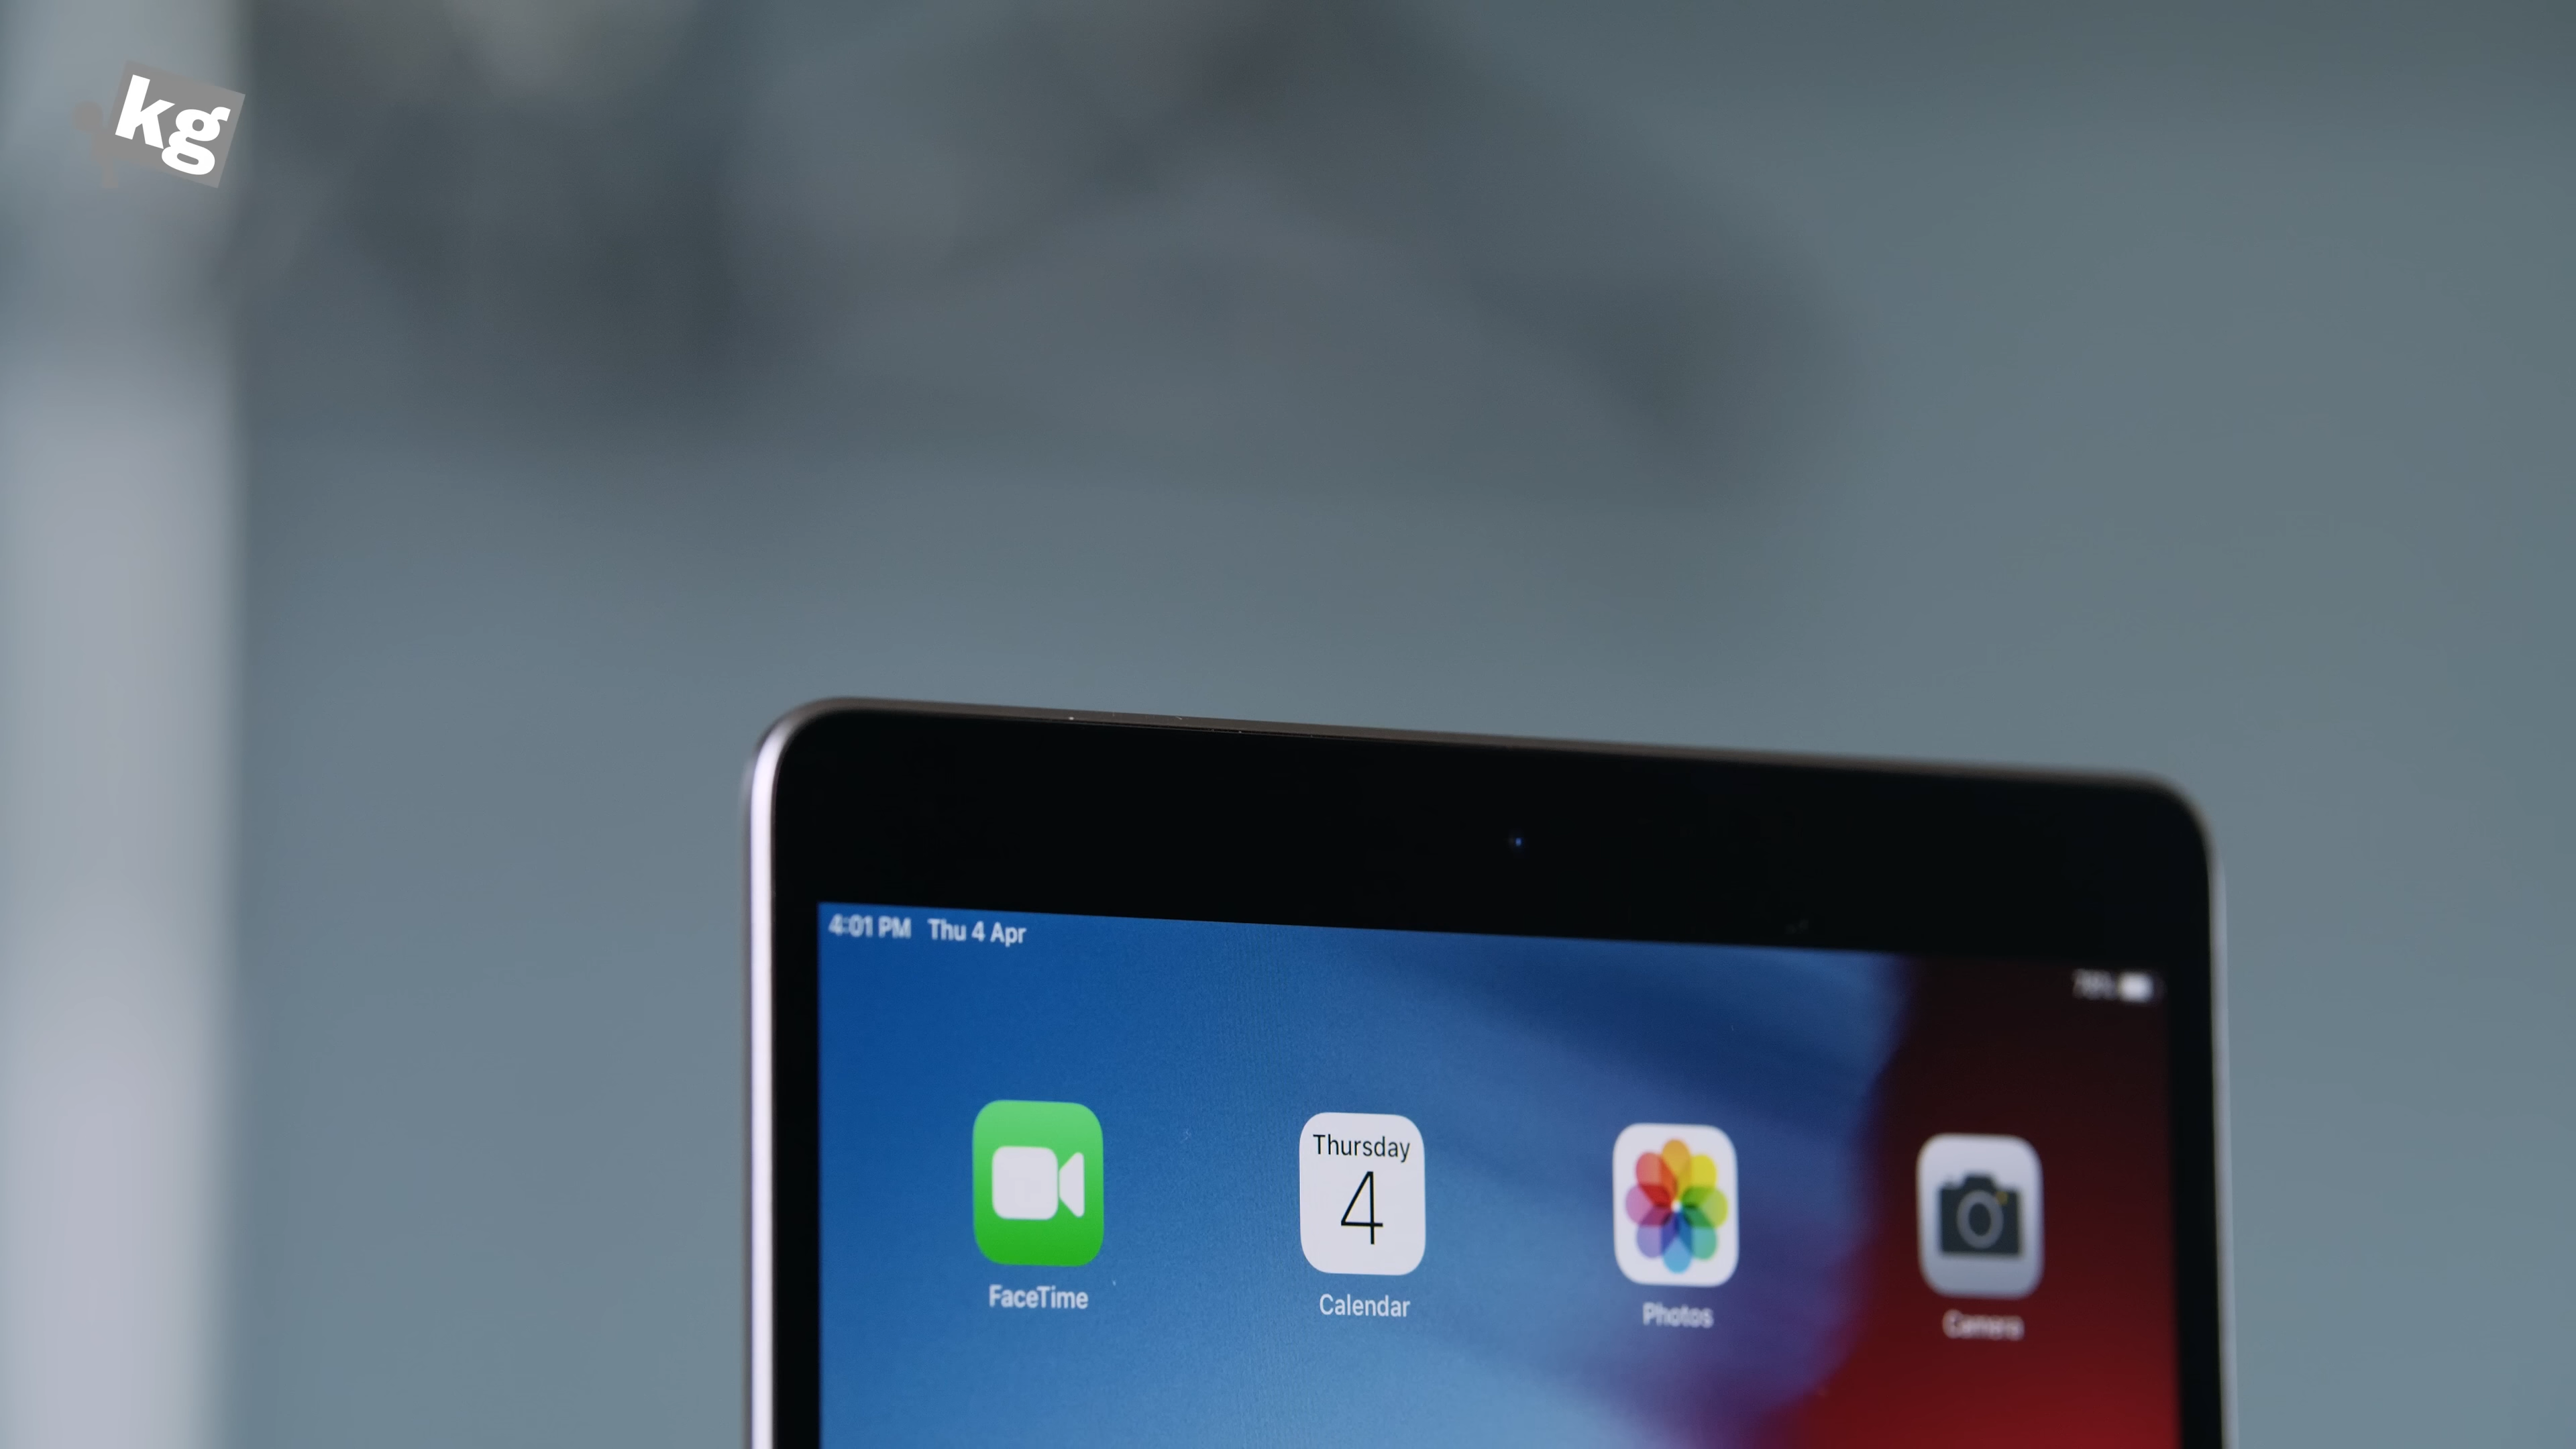 kg
4:01 PM Thu 4 Apr
Thursday
4
FaceTime
Calendar
Photos
Camera